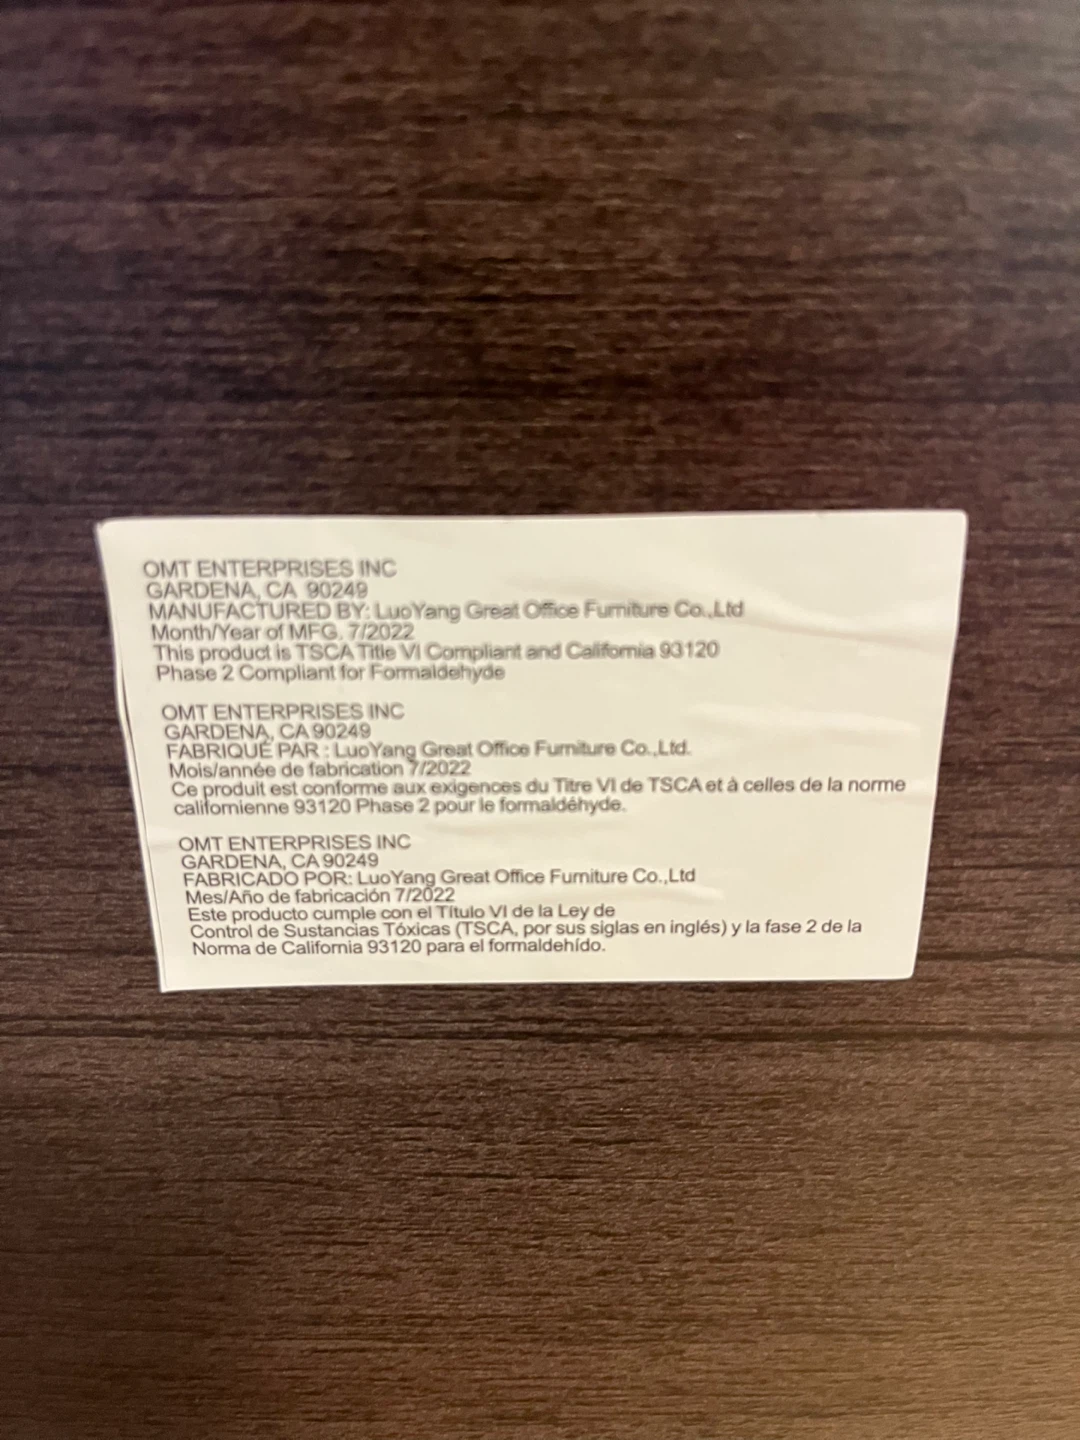 OMT ENTERPRISES INC
GARDENA, CA 90249
MANUFACTURED BY: LuoYang Great Office Furniture Co.,Ltd
Month/Year of MFG. 7/2022
This product is TSCA Title VI Compliant and California 93120
Phase 2 Compliant for Formaldehyde
OMT ENTERPRISES INC
GARDENA, CA 90249
FABRIQUÉ PAR : LuoYang Great Office Furniture Co.,Ltd.
Mois/année de fabrication 7/2022
Ce produit est conforme aux exigences du Titre VI de TSCA et à celles de la norme
californienne 93120 Phase 2 pour le formaldéhyde.
OMT ENTERPRISES INC
GARDENA, CA 90249
FABRICADO POR: LuoYang Great Office Furniture Co.,Ltd
Mes/Año de fabricación 7/2022
Este producto cumple con el Título VI de la Ley de
Control de Sustancias Tóxicas (TSCA, por sus siglas en inglés) y la fase 2 de la
Norma de California 93120 para el formaldehído.